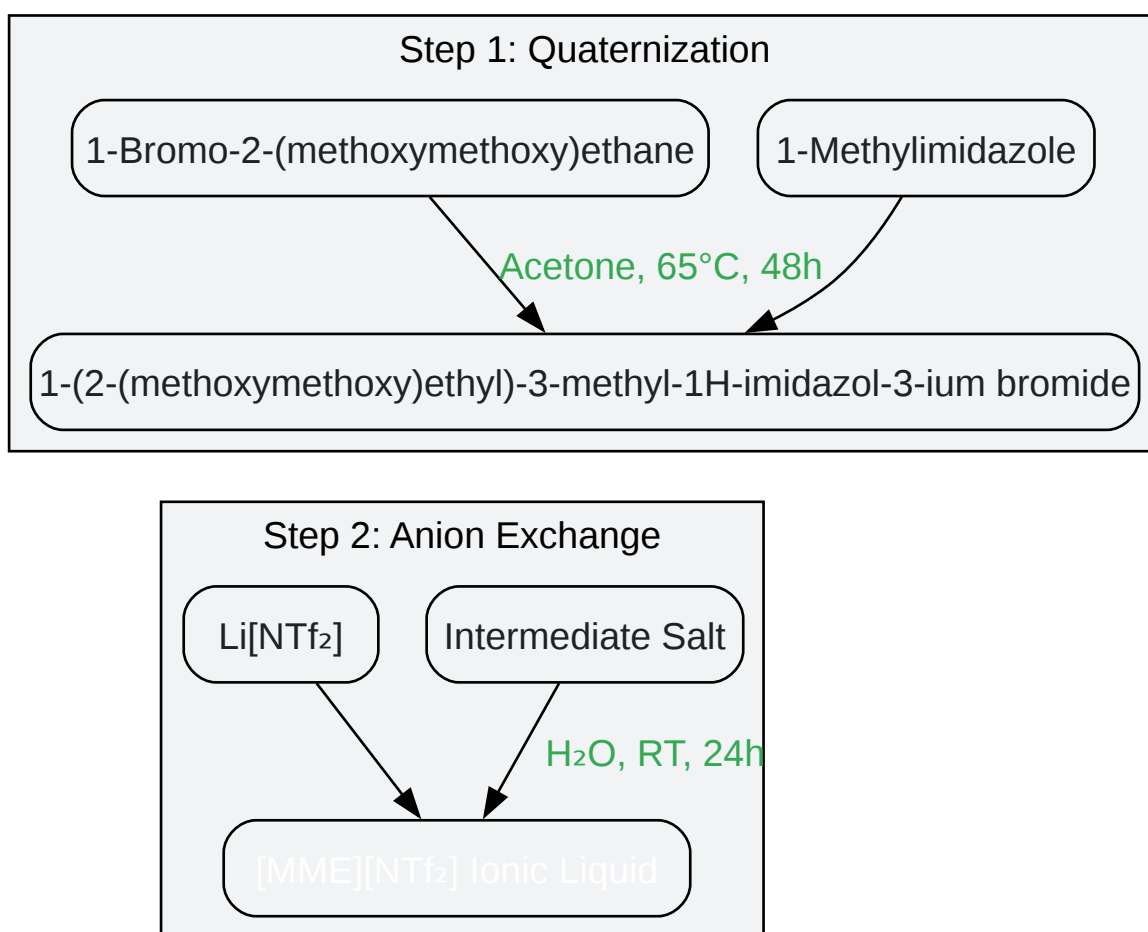 Step 1: Quaternization
1-Bromo-2-(methoxymethoxy)ethane
1-Methylimidazole
Acetone, 65°C, 48h
1-(2-(methoxymethoxy)ethyl)-3-methyl-1H-imidazol-3-ium bromide
Step 2: Anion Exchange
Li[NTf₂]
Intermediate Salt
H₂O, RT, 24h
[MME][NTf₂] Ionic Liquid